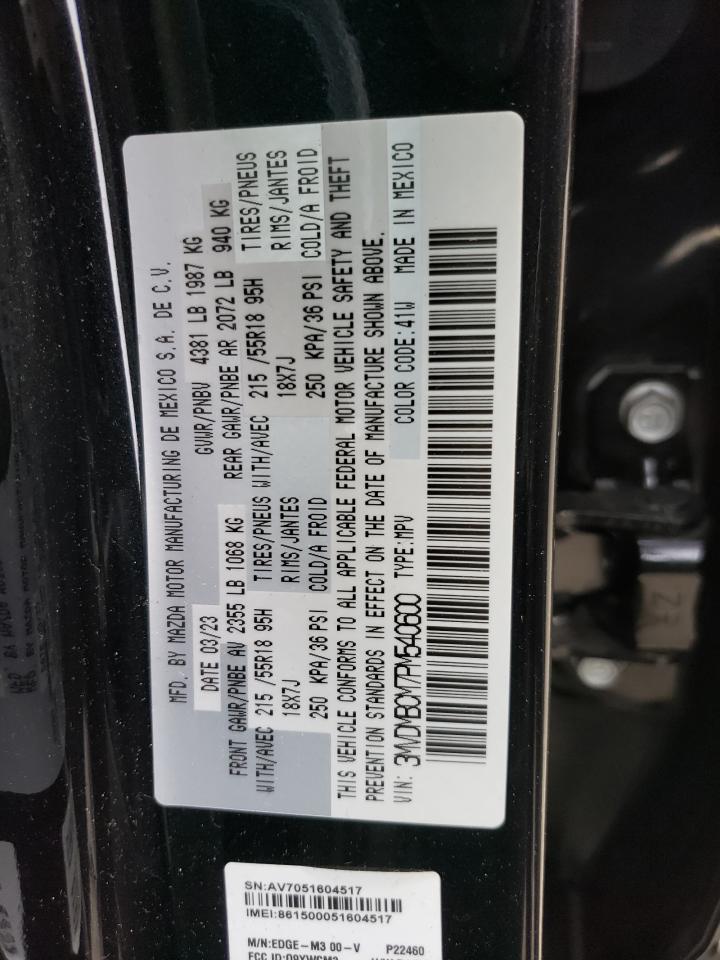 MFD. BY MAZDA MOTOR MANUFACTURING DE MEXICO S.A. DE C.V.
DATE 03/23 GVWR/PNBV 4381 LB 1987 KG
FRONT GAWR/PNBE AV 2355 LB 1068 KG REAR GAWR/PNBE AR 2072 LB 940 KG
WITH/AVEC 215 /55R18 95H TIRES/PNEUS WITH/AVEC 215 /55R18 95H TIRES/PNEUS
18X7J RIMS/JANTES 18X7J RIMS/JANTES
250 KPA/36 PSI COLD/A FROID 250 KPA/36 PSI COLD/A FROID
THIS VEHICLE CONFORMS TO ALL APPLICABLE FEDERAL MOTOR VEHICLE SAFETY AND THEFT
PREVENTION STANDARDS IN EFFECT ON THE DATE OF MANUFACTURE SHOWN ABOVE.
VIN: 3MVDMBCM7PM540600 TYPE:MPV COLOR CODE:41W MADE IN MEXICO
SN:AV7051604517
IMEI:861500051604517
M/N:EDGE-M3 00-V P22460